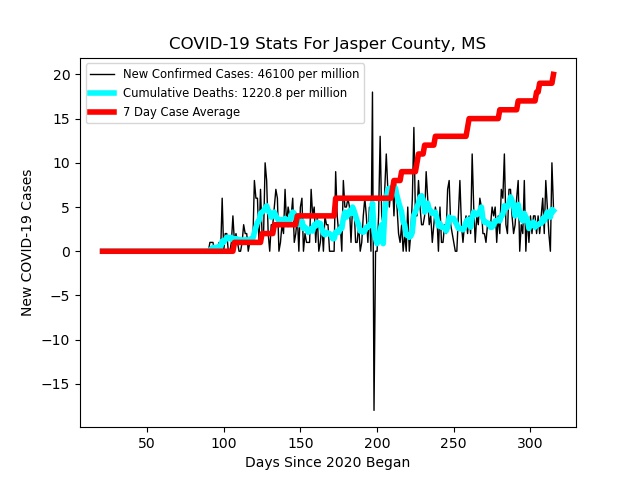 COVID-19 Stats For Jasper County, MS
New Confirmed Cases: 46100 per million
Cumulative Deaths: 1220.8 per million
7 Day Case Average
New COVID-19 Cases
20
15
10
5
0
−5
−10
−15
50
100
150
200
250
300
Days Since 2020 Began